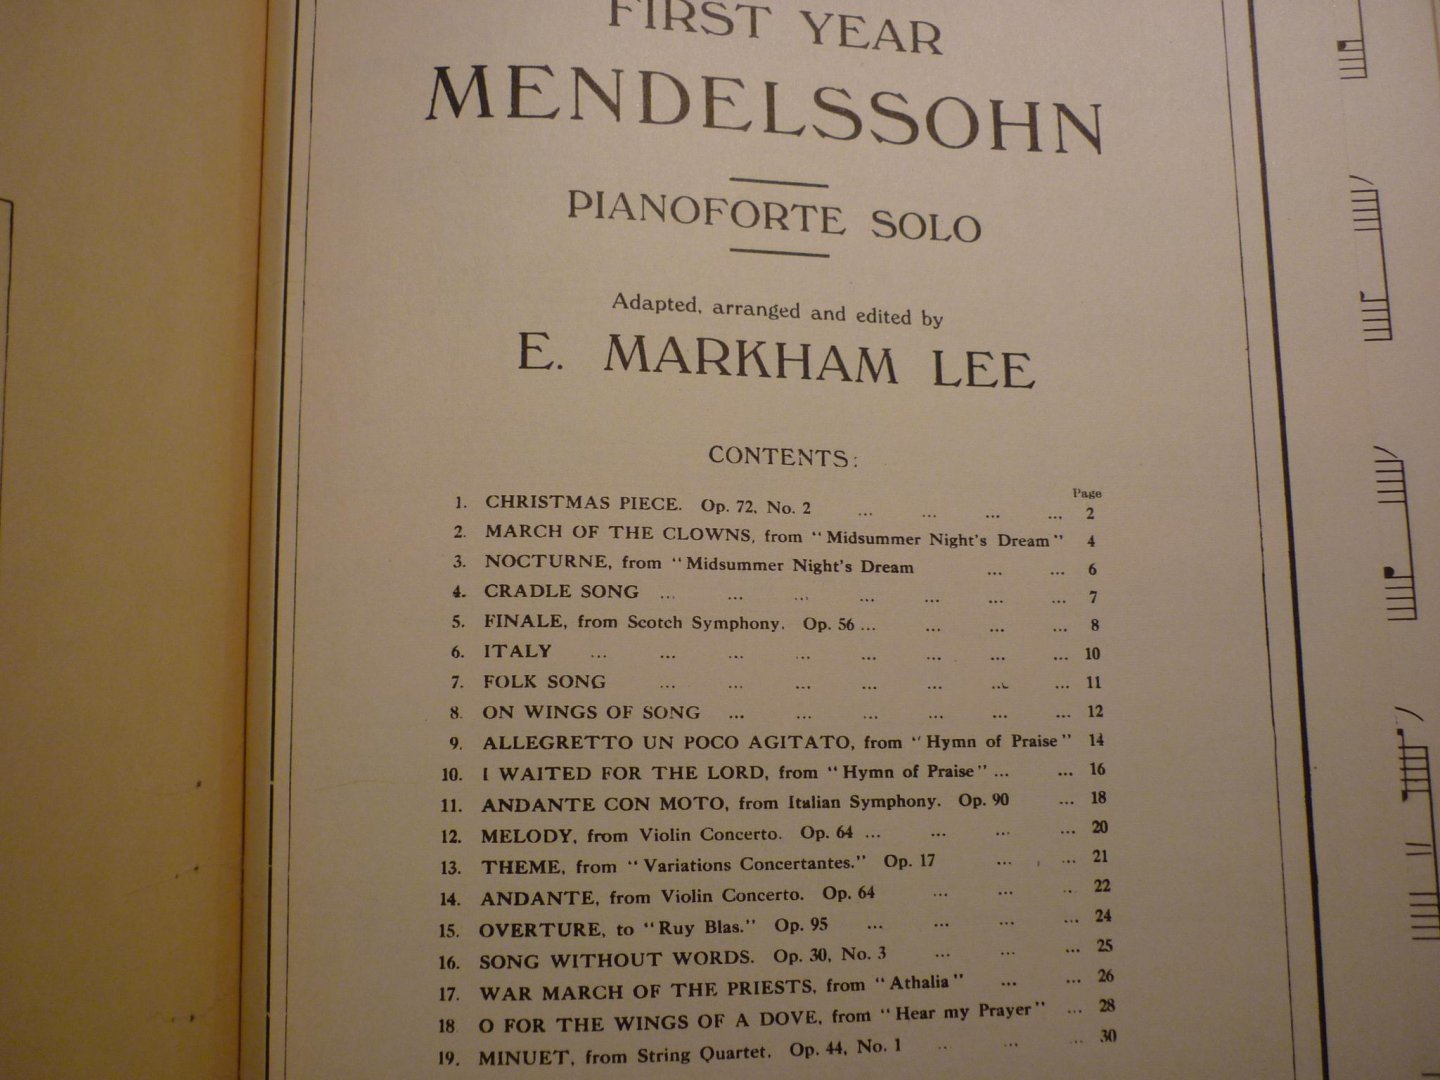 FIRST YEAR
MENDELSSOHN
PIANOFORTE SOLO
Adapted, arranged and edited by
E. MARKHAM LEE
CONTENTS:
Page
1. CHRISTMAS PIECE. Op. 72, No. 2 ... ... ... ... 2
2. MARCH OF THE CLOWNS, from "Midsummer Night's Dream" 4
3. NOCTURNE, from "Midsummer Night's Dream ... ... 6
4. CRADLE SONG ... ... ... ... ... ... ... 7
5. FINALE, from Scotch Symphony. Op. 56 ... ... ... ... 8
6. ITALY ... ... ... ... ... ... ... ... 10
7. FOLK SONG ... ... ... ... ... ... ... 11
8. ON WINGS OF SONG ... ... ... ... ... ... 12
9. ALLEGRETTO UN POCO AGITATO, from "Hymn of Praise" 14
10. I WAITED FOR THE LORD, from "Hymn of Praise" ... ... 16
11. ANDANTE CON MOTO, from Italian Symphony. Op. 90 ... 18
12. MELODY, from Violin Concerto. Op. 64 ... ... ... ... 20
13. THEME, from "Variations Concertantes." Op. 17 ... ... 21
14. ANDANTE, from Violin Concerto. Op. 64 ... ... ... 22
15. OVERTURE, to "Ruy Blas." Op. 95 ... ... ... ... 24
16. SONG WITHOUT WORDS. Op. 30, No. 3 ... ... ... 25
17. WAR MARCH OF THE PRIESTS, from "Athalia" ... ... 26
18 O FOR THE WINGS OF A DOVE, from "Hear my Prayer" ... 28
19. MINUET, from String Quartet. Op. 44, No. 1 ... ... ... 30